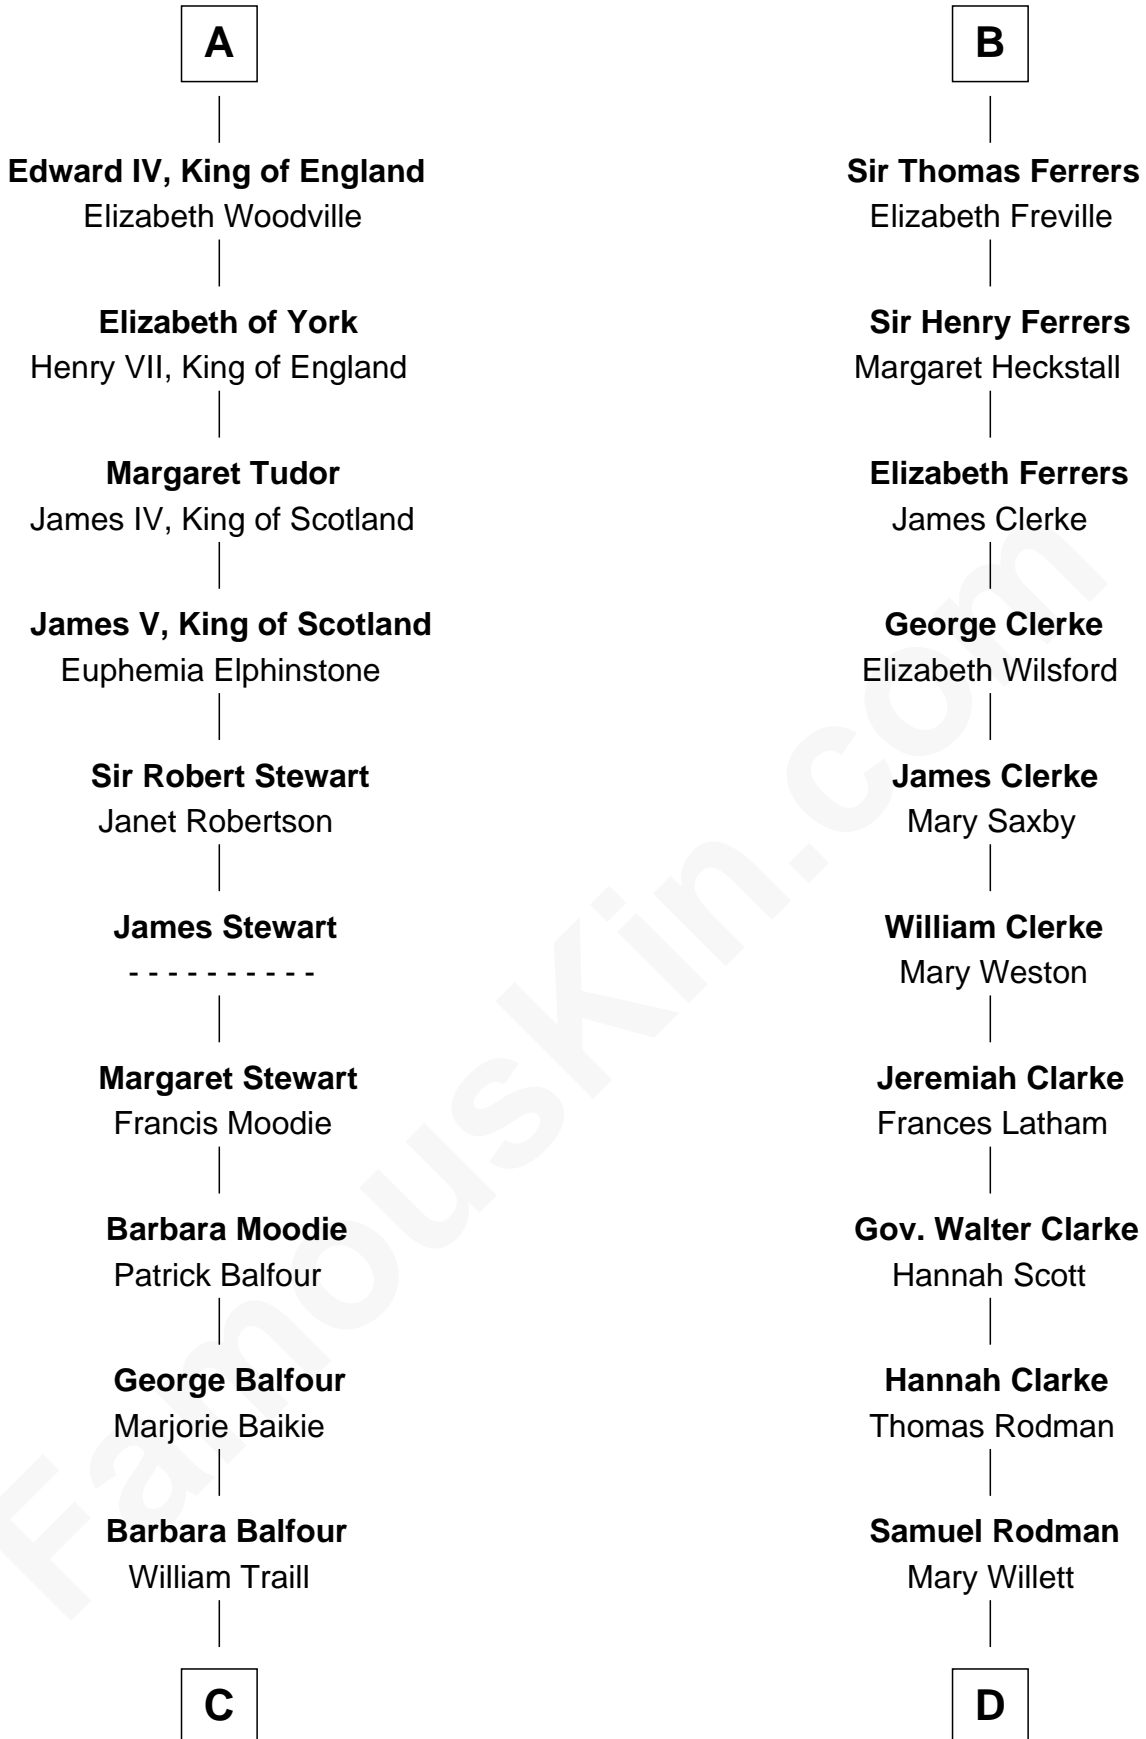 A
Edward IV, King of England
Elizabeth Woodville
Elizabeth of York
Henry VII, King of England
Margaret Tudor
James IV, King of Scotland
James V, King of Scotland
Euphemia Elphinstone
Sir Robert Stewart
Janet Robertson
James Stewart
- - - - - - - - - -
Margaret Stewart
Francis Moodie
Barbara Moodie
Patrick Balfour
George Balfour
Marjorie Baikie
Barbara Balfour
William Traill
C
B
Sir Thomas Ferrers
Elizabeth Freville
Sir Henry Ferrers
Margaret Heckstall
Elizabeth Ferrers
James Clerke
George Clerke
Elizabeth Wilsford
James Clerke
Mary Saxby
William Clerke
Mary Weston
Jeremiah Clarke
Frances Latham
Gov. Walter Clarke
Hannah Scott
Hannah Clarke
Thomas Rodman
Samuel Rodman
Mary Willett
D
FamousKin.com